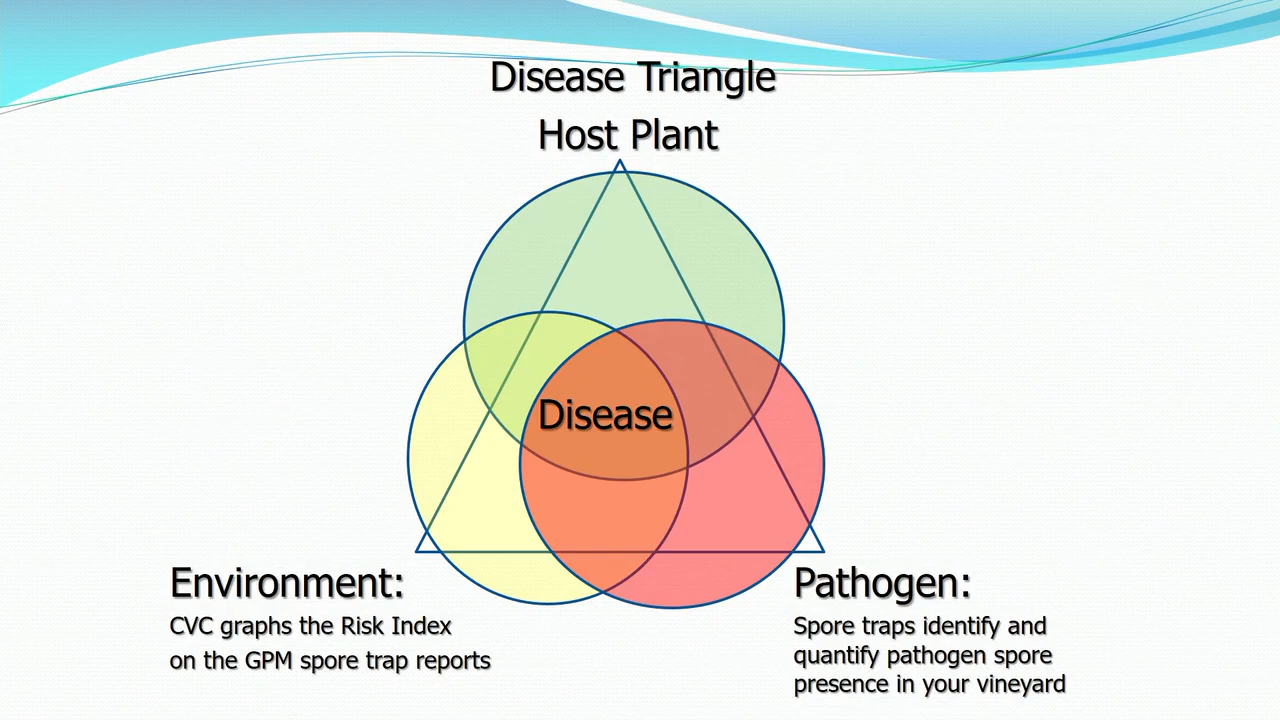 Disease Triangle
Host Plant
Disease
Environment:
CVC graphs the Risk Index
on the GPM spore trap reports
Pathogen:
Spore traps identify and
quantify pathogen spore
presence in your vineyard